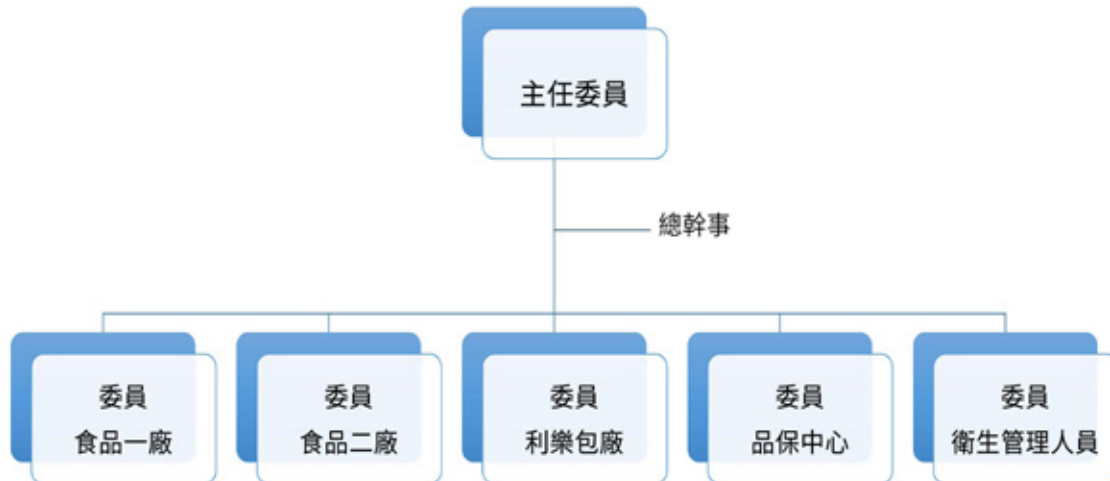 主任委員
總幹事
委員
食品一廠
委員
食品二廠
委員
利樂包廠
委員
品保中心
委員
衛生管理人員